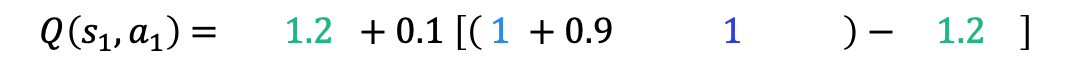 Q(s₁, a₁) = 1.2 + 0.1 [( 1 + 0.9 1 ) − 1.2 ]